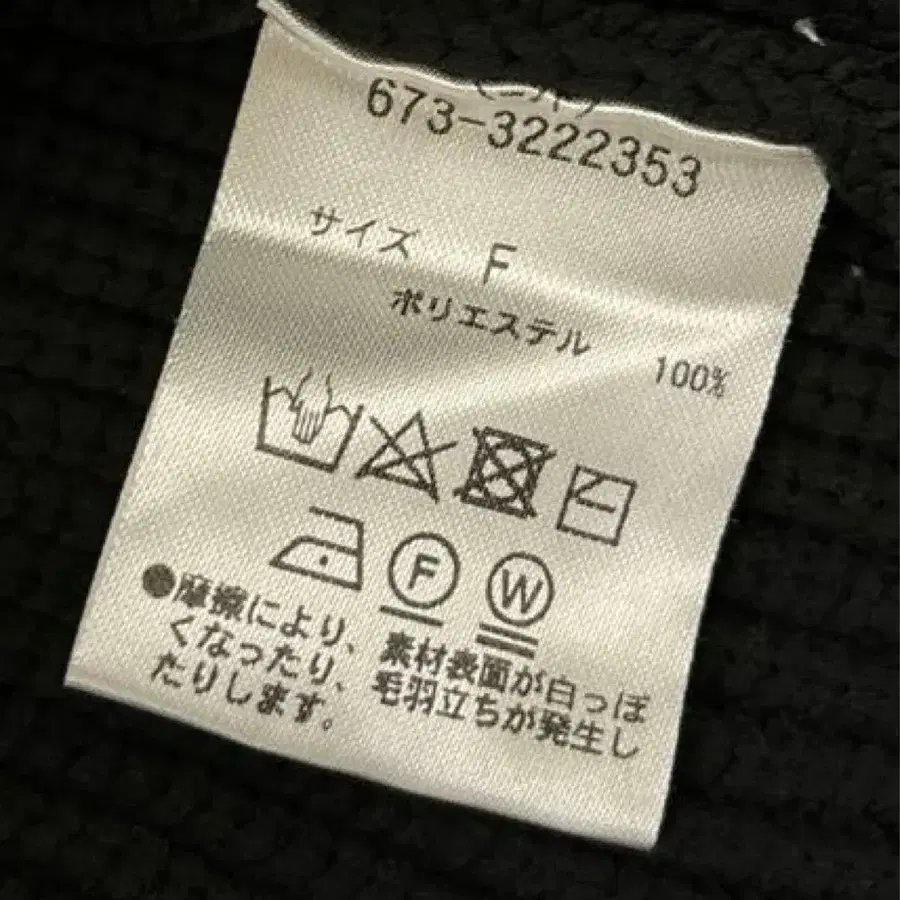 673-3222353
サイズ F
ポリエステル 100%
F W
●摩擦により、素材表面が白っぽ
くなったり、毛羽立ちが発生し
たりします。